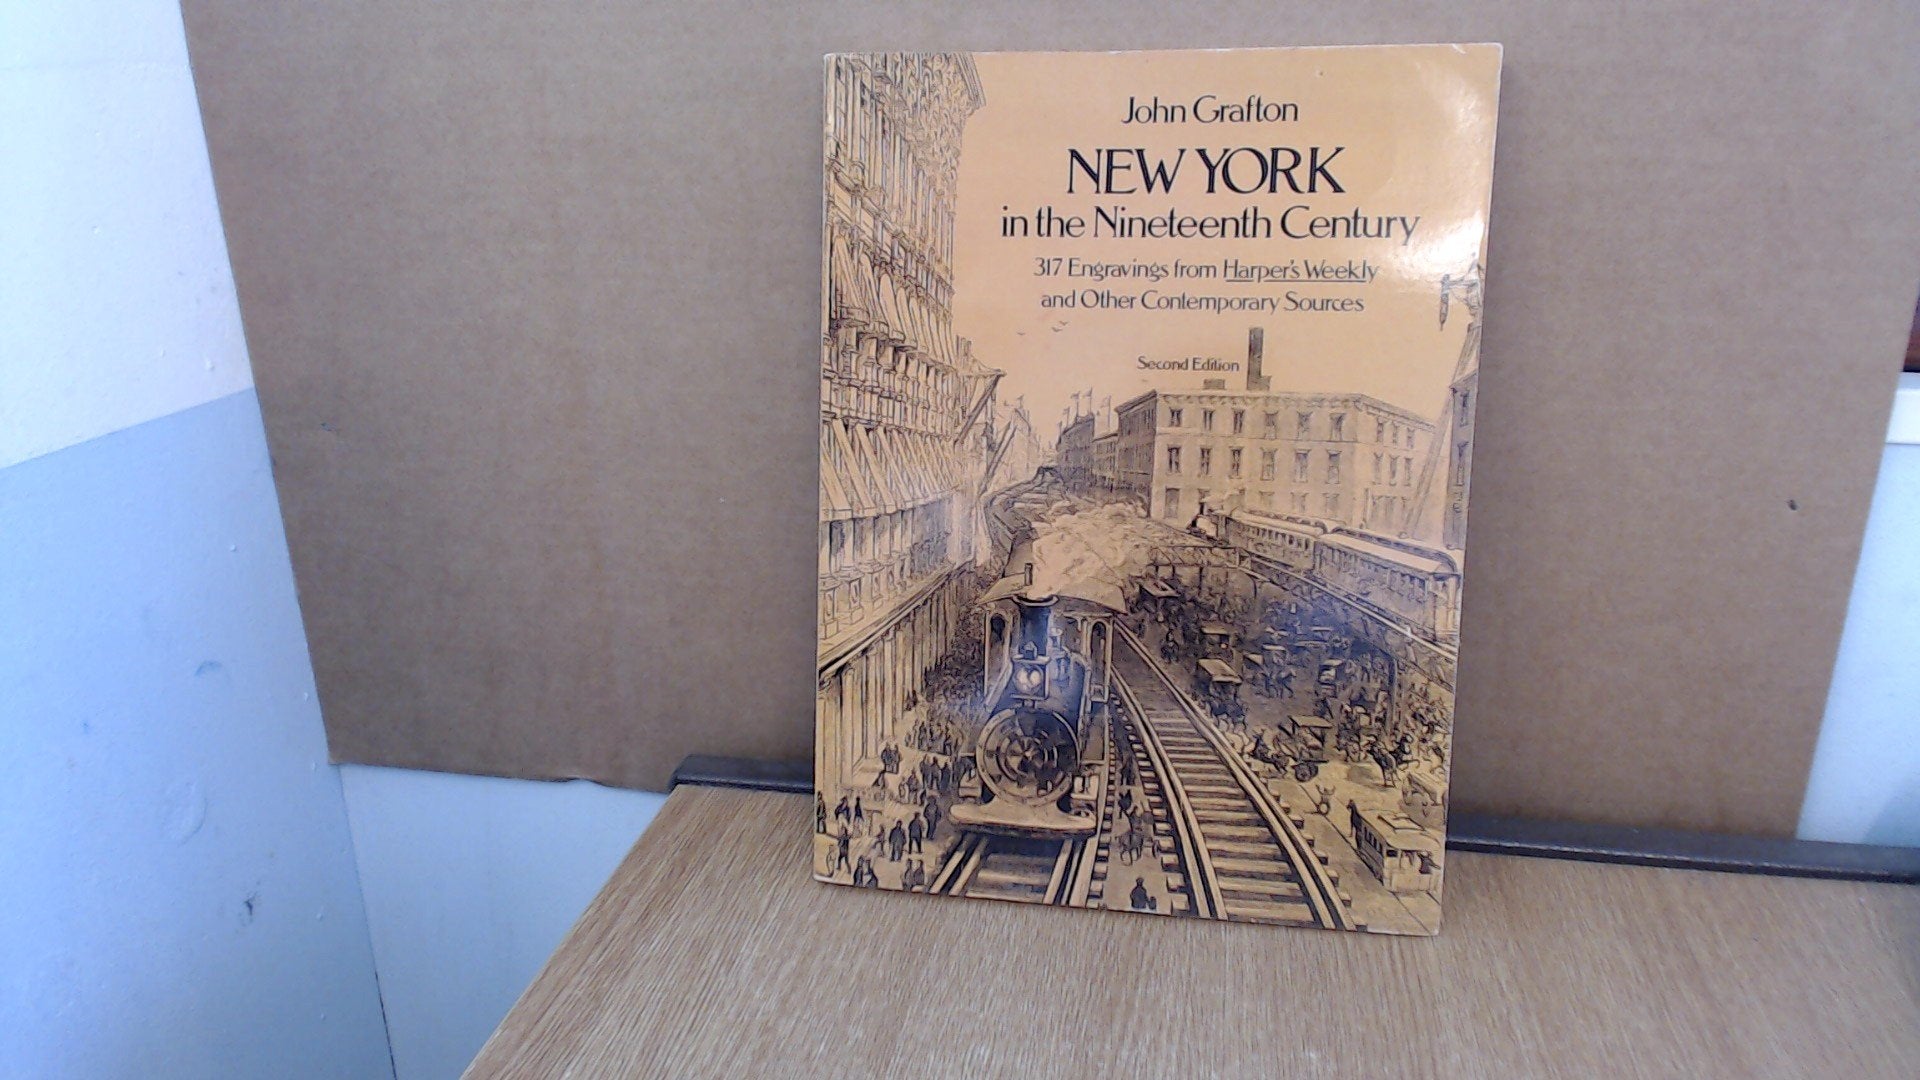 John Grafton
NEW YORK
in the Nineteenth Century
317 Engravings from Harper's Weekly
and Other Contemporary Sources
Second Edition